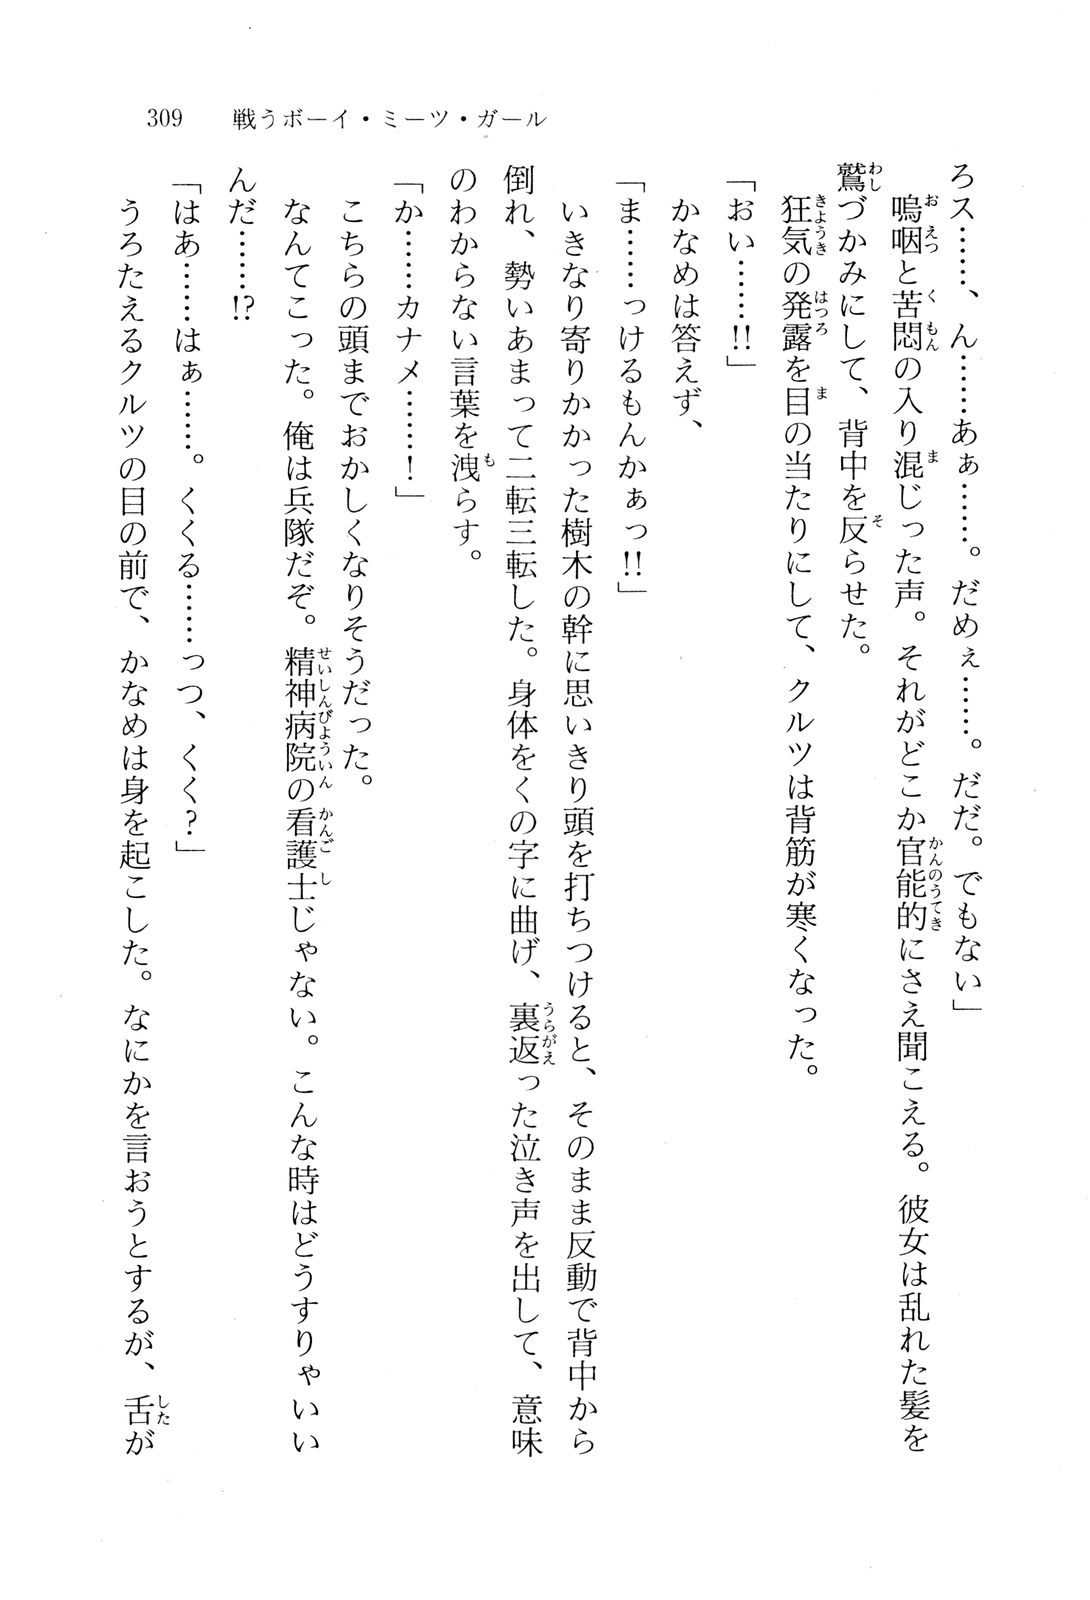 309　戦うボーイ・ミーツ・ガール
ろス……、ん……あぁ……。だめぇ……。だだ。でもない」
　嗚咽と苦悶の入り混じった声。それがどこか官能的にさえ聞こえる。彼女は乱れた髪を
鷲づかみにして、背中を反らせた。
　狂気の発露を目の当たりにして、クルツは背筋が寒くなった。
「おい……!!」
　かなめは答えず、
「ま……っけるもんかぁっ!!」
　いきなり寄りかかった樹木の幹に思いきり頭を打ちつけると、そのまま反動で背中から
倒れ、勢いあまって二転三転した。身体をくの字に曲げ、裏返った泣き声を出して、意味
のわからない言葉を洩らす。
「か……カナメ……！」
　こちらの頭までおかしくなりそうだった。
　なんてこった。俺は兵隊だぞ。精神病院の看護士じゃない。こんな時はどうすりゃいい
んだ……!?
「はあ……はぁ……。くくる……っつ、くく？」
　うろたえるクルツの目の前で、かなめは身を起こした。なにかを言おうとするが、舌が